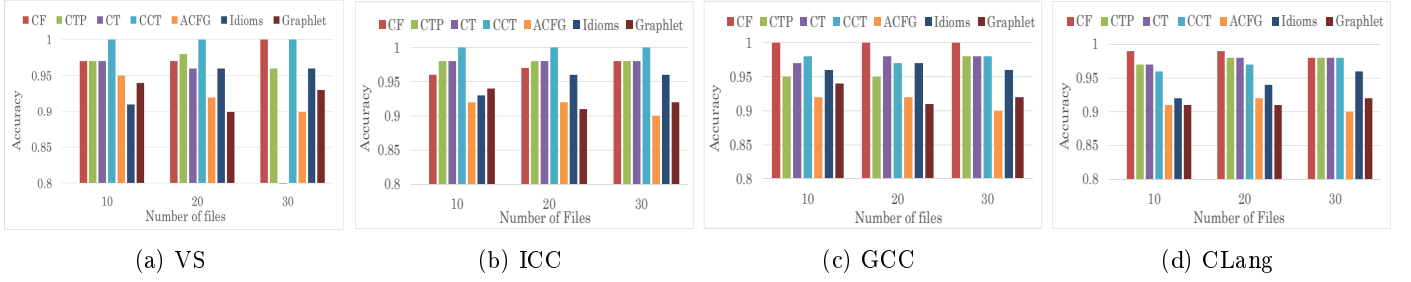 CF CTP CT CCT ACFG Idioms Graphlet
1
0.95
0.9
0.85
0.8
Accuracy
10 20 30
Number of files
(a) VS
CF CTP CT CCT ACFG Idioms Graphlet
1
0.95
0.9
0.85
0.8
Accuracy
10 20 30
Number of Files
(b) ICC
CF CTP CT CCT ACFG Idioms Graphlet
1
0.95
0.9
0.85
0.8
Accuracy
10 20 30
Number of files
(c) GCC
CF CTP CT CCT ACFG Idioms Graphlet
1
0.95
0.9
0.85
0.8
Accuracy
10 20 30
Number of Files
(d) CLang